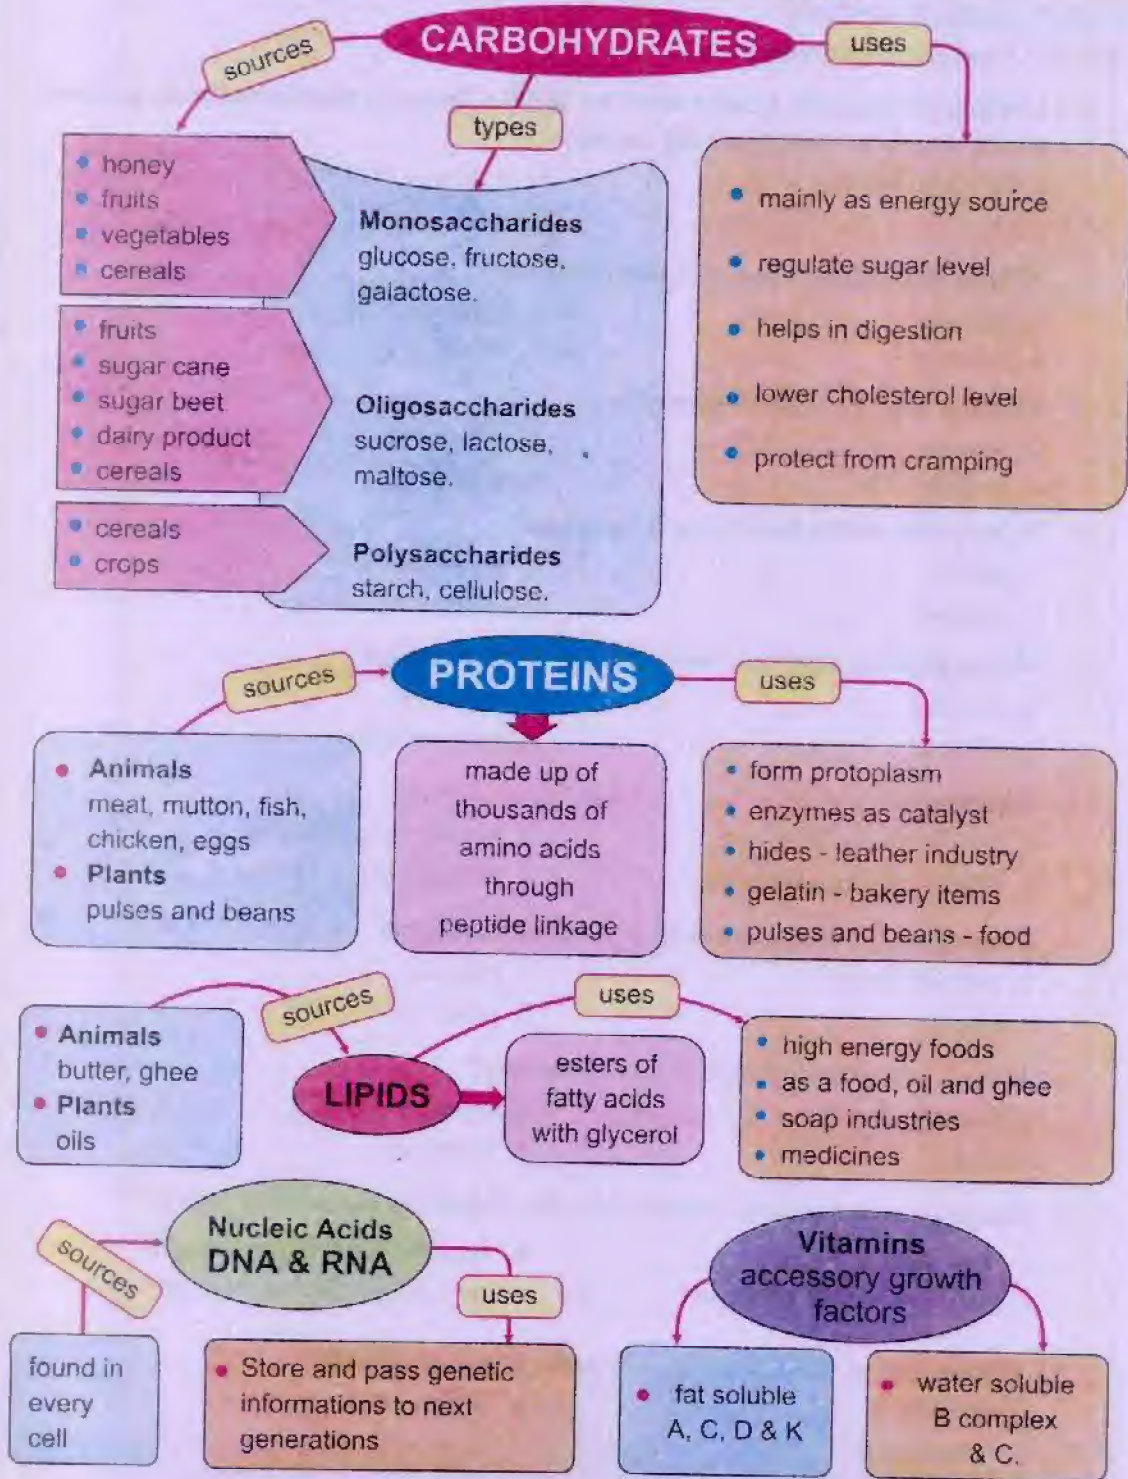 CARBOHYDRATES
sources
types
uses
honey
fruits
vegetables
cereals
fruits
sugar cane
sugar beet
dairy product
cereals
cereals
crops
Monosaccharides
glucose, fructose,
galactose.
Oligosaccharides
sucrose, lactose,
maltose.
Polysaccharides
starch, cellulose.
mainly as energy source
regulate sugar level
helps in digestion
lower cholesterol level
protect from cramping
PROTEINS
sources
uses
Animals
meat, mutton, fish,
chicken, eggs
Plants
pulses and beans
made up of
thousands of
amino acids
through
peptide linkage
form protoplasm
enzymes as catalyst
hides - leather industry
gelatin - bakery items
pulses and beans - food
LIPIDS
sources
uses
Animals
butter, ghee
Plants
oils
esters of
fatty acids
with glycerol
high energy foods
as a food, oil and ghee
soap industries
medicines
Nucleic Acids
DNA & RNA
sources
uses
found in
every
cell
Store and pass genetic
informations to next
generations
Vitamins
accessory growth
factors
fat soluble
A, C, D & K
water soluble
B complex
& C.